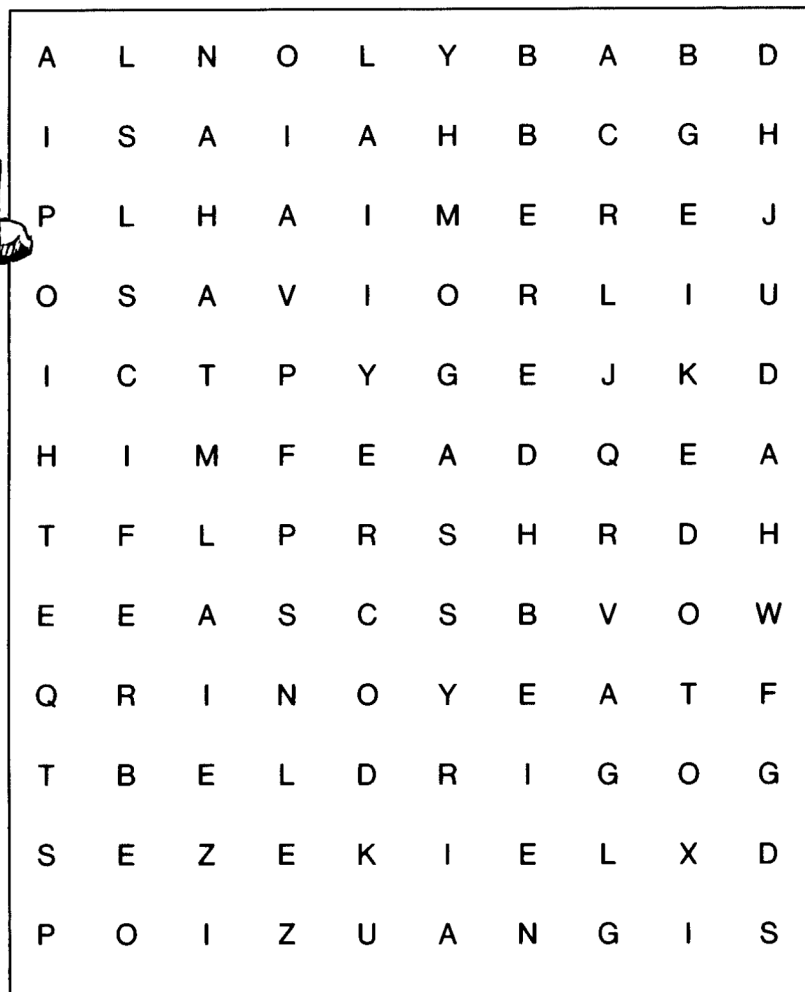 A L N O L Y B A B D
I S A I A H B C G H
P L H A I M E R E J
O S A V I O R L I U
I C T P Y G E J K D
H I M F E A D Q E A
T F L P R S H R D H
E E A S C S B V O W
Q R I N O Y E A T F
T B E L D R I G O G
S E Z E K I E L X D
P O I Z U A N G I S